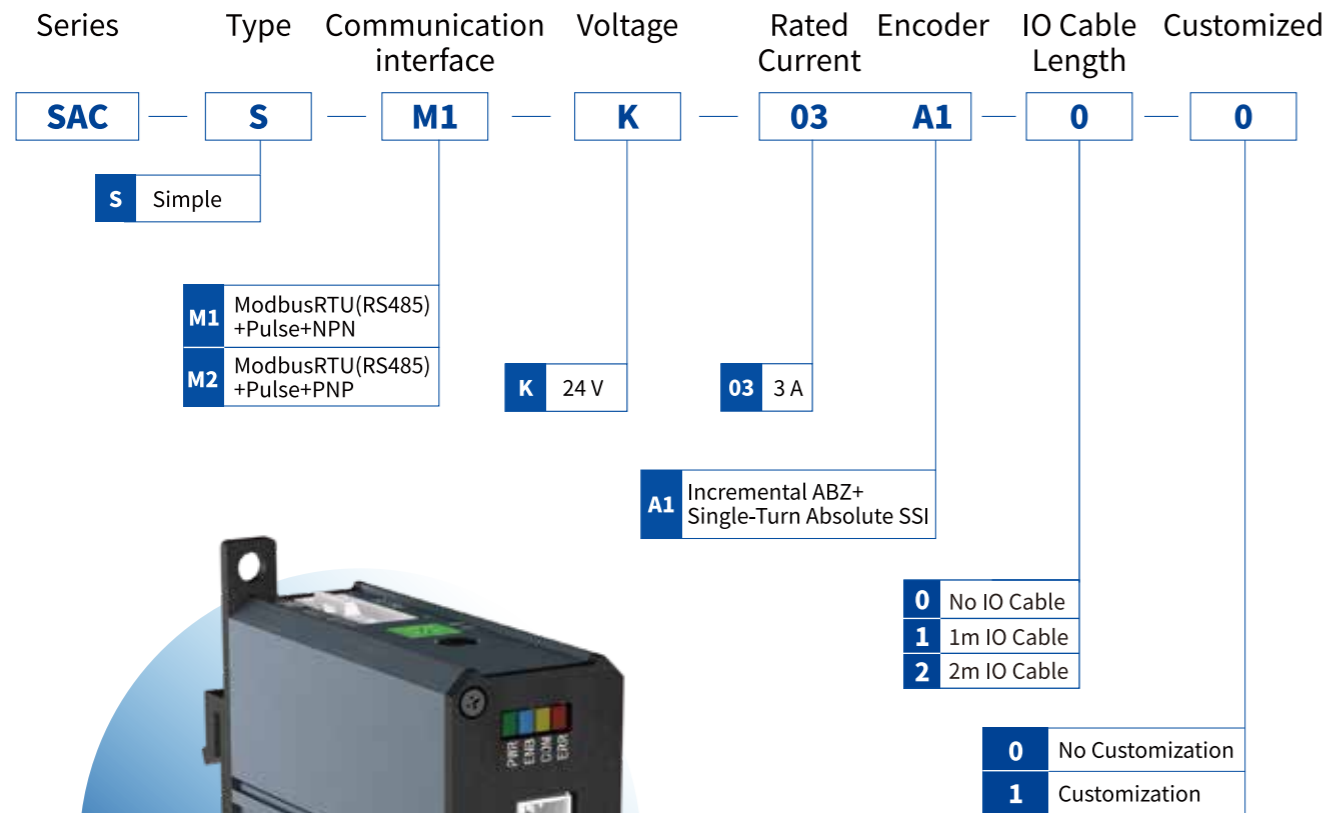 Series Type Communication interface Voltage Rated Current Encoder IO Cable Length Customized
SAC — S — M1 — K — 03 A1 — 0 — 0
S Simple
M1 ModbusRTU(RS485)
+Pulse+NPN
M2 ModbusRTU(RS485)
+Pulse+PNP
K 24 V
03 3 A
A1 Incremental ABZ+
Single-Turn Absolute SSI
0 No IO Cable
1 1m IO Cable
2 2m IO Cable
0 No Customization
1 Customization
PWR
ENB
COM
ERR